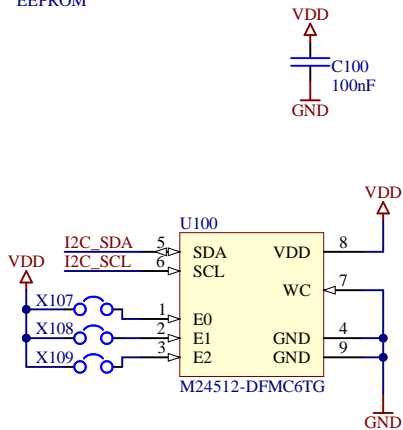 EEPROM
VDD
C100
100nF
GND
VDD
U100
I2C_SDA 5 SDA VDD 8
I2C_SCL 6 SCL
VDD
WC 7
X107 1 E0
X108 2 E1 GND 4
X109 3 E2 GND 9
M24512-DFMC6TG
GND